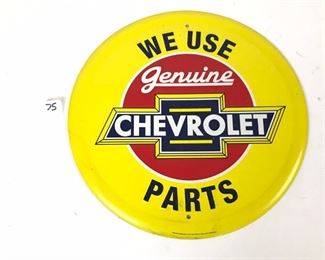 WE USE
Genuine
CHEVROLET
PARTS
75